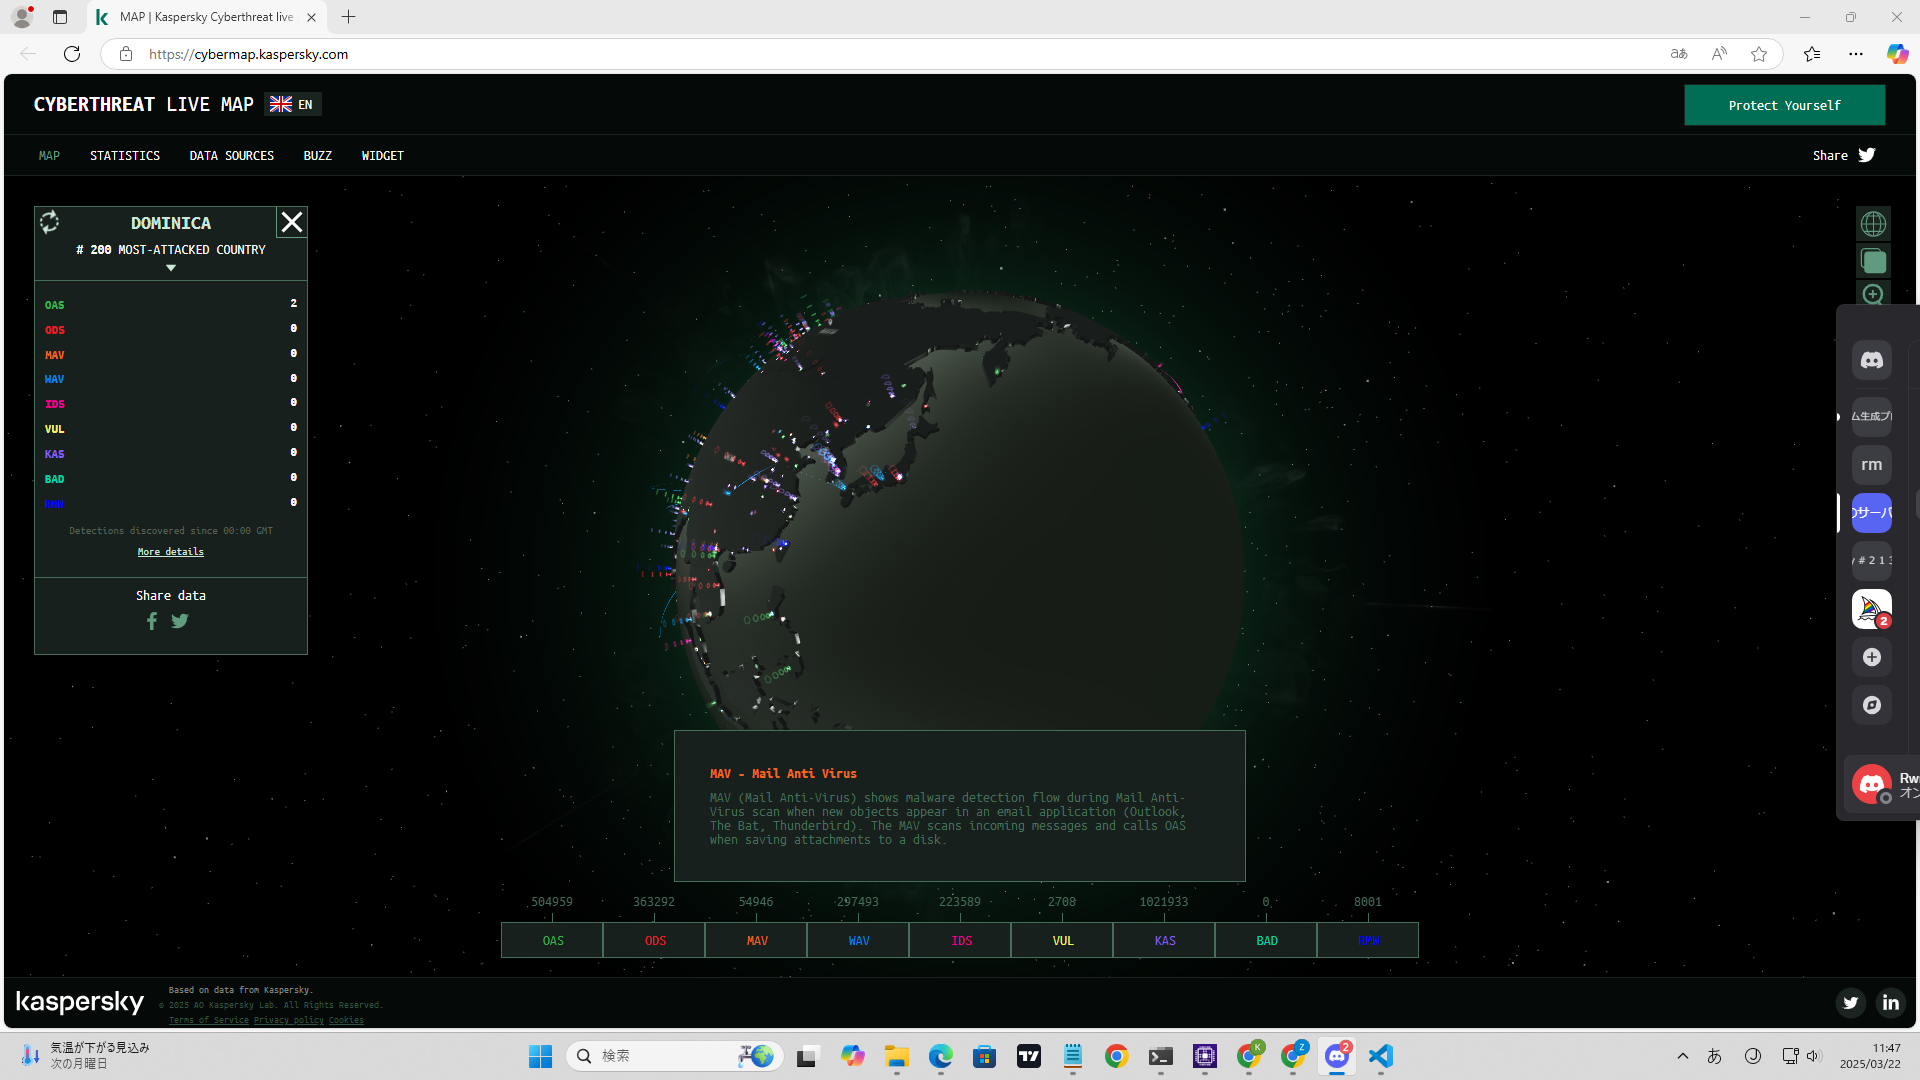 MAP | Kaspersky Cyberthreat live
https://cybermap.kaspersky.com
CYBERTHREAT LIVE MAP
EN
Protect Yourself
MAP
STATISTICS
DATA SOURCES
BUZZ
WIDGET
Share
DOMINICA
# 200 MOST-ATTACKED COUNTRY
OAS 2
ODS 0
MAV 0
WAV 0
IDS 0
VUL 0
KAS 0
BAD 0
RMW 0
Detections discovered since 00:00 GMT
More details
Share data
ム生成プ
rm
のサーバ
y # 2 1 3
2
Rw
オン
MAV - Mail Anti Virus
MAV (Mail Anti-Virus) shows malware detection flow during Mail Anti-
Virus scan when new objects appear in an email application (Outlook,
The Bat, Thunderbird). The MAV scans incoming messages and calls OAS
when saving attachments to a disk.
504959 363292 54946 297493 223589 2708 1021933 0 8001
OAS ODS MAV WAV IDS VUL KAS BAD RMW
kaspersky
Based on data from Kaspersky.
© 2025 AO Kaspersky Lab. All Rights Reserved.
Terms of Service Privacy policy Cookies
気温が下がる見込み
次の月曜日
検索
K
Z
2
あ
11:47
2025/03/22